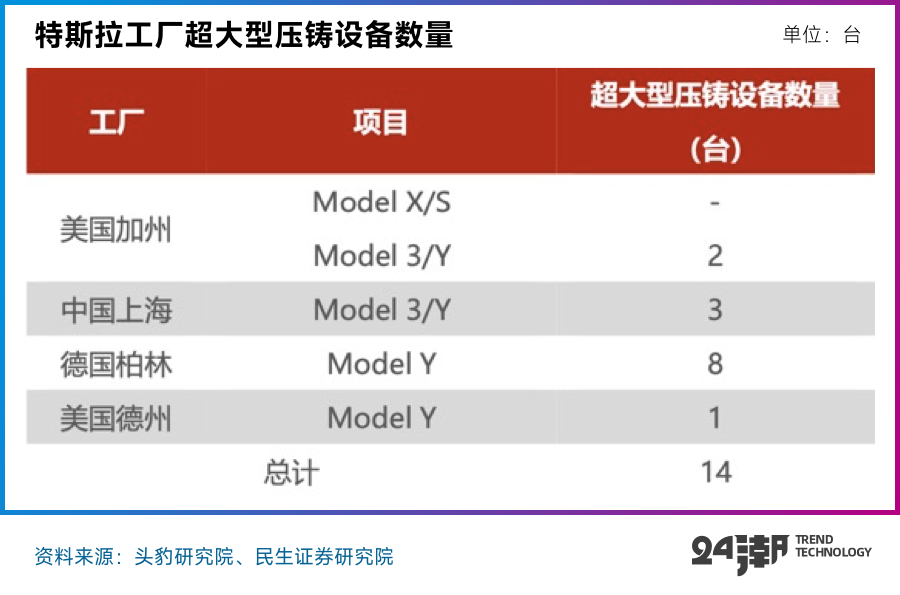 特斯拉工厂超大型压铸设备数量
单位：台
工厂 项目 超大型压铸设备数量
(台)
美国加州 Model X/S -
Model 3/Y 2
中国上海 Model 3/Y 3
德国柏林 Model Y 8
美国德州 Model Y 1
总计 14
资料来源：头豹研究院、民生证券研究院
24潮 TREND
TECHNOLOGY